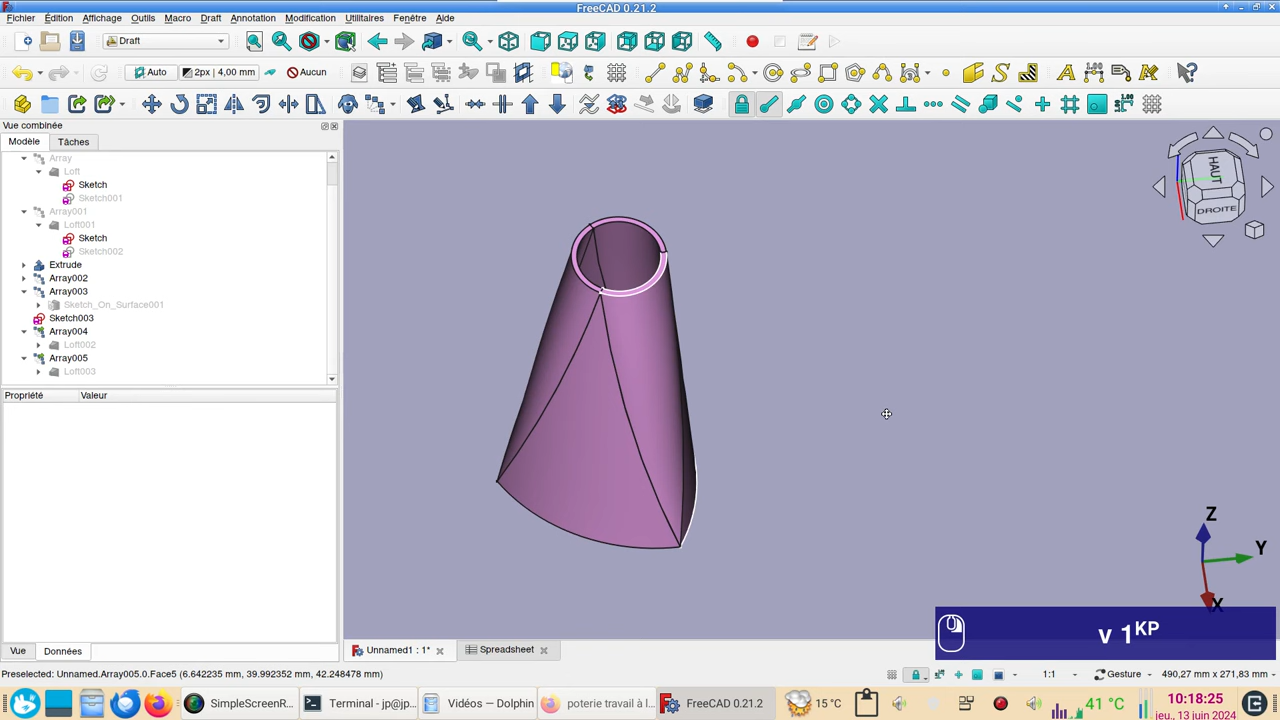 FreeCAD 0.21.2
Fichier Édition Affichage Outils Macro Draft Annotation Modification Utilitaires Fenêtre Aide
Draft
Auto 2px | 4,00 mm Aucun
Vue combinée
Modèle Tâches
Array
Loft
Sketch
Sketch001
Array001
Loft001
Sketch
Sketch002
Extrude
Array002
Array003
Sketch_On_Surface001
Sketch003
Array004
Loft002
Array005
Loft003
Propriété Valeur
HAUT
DROITE
Z
Y
X
v 1KP
Vue Données
Unnamed1 : 1* Spreadsheet
Preselected: Unnamed.Array005.0.Face5 (6.642235 mm, 39.992352 mm, 42.248478 mm)
1:1 Gesture 490,27 mm x 271,83 mm
SimpleScreenR... Terminal - jp@jp... Vidéos — Dolphin poterie travail à l... FreeCAD 0.21.2 15 °C 41 °C 10:18:25
jeu., 13 juin 2024